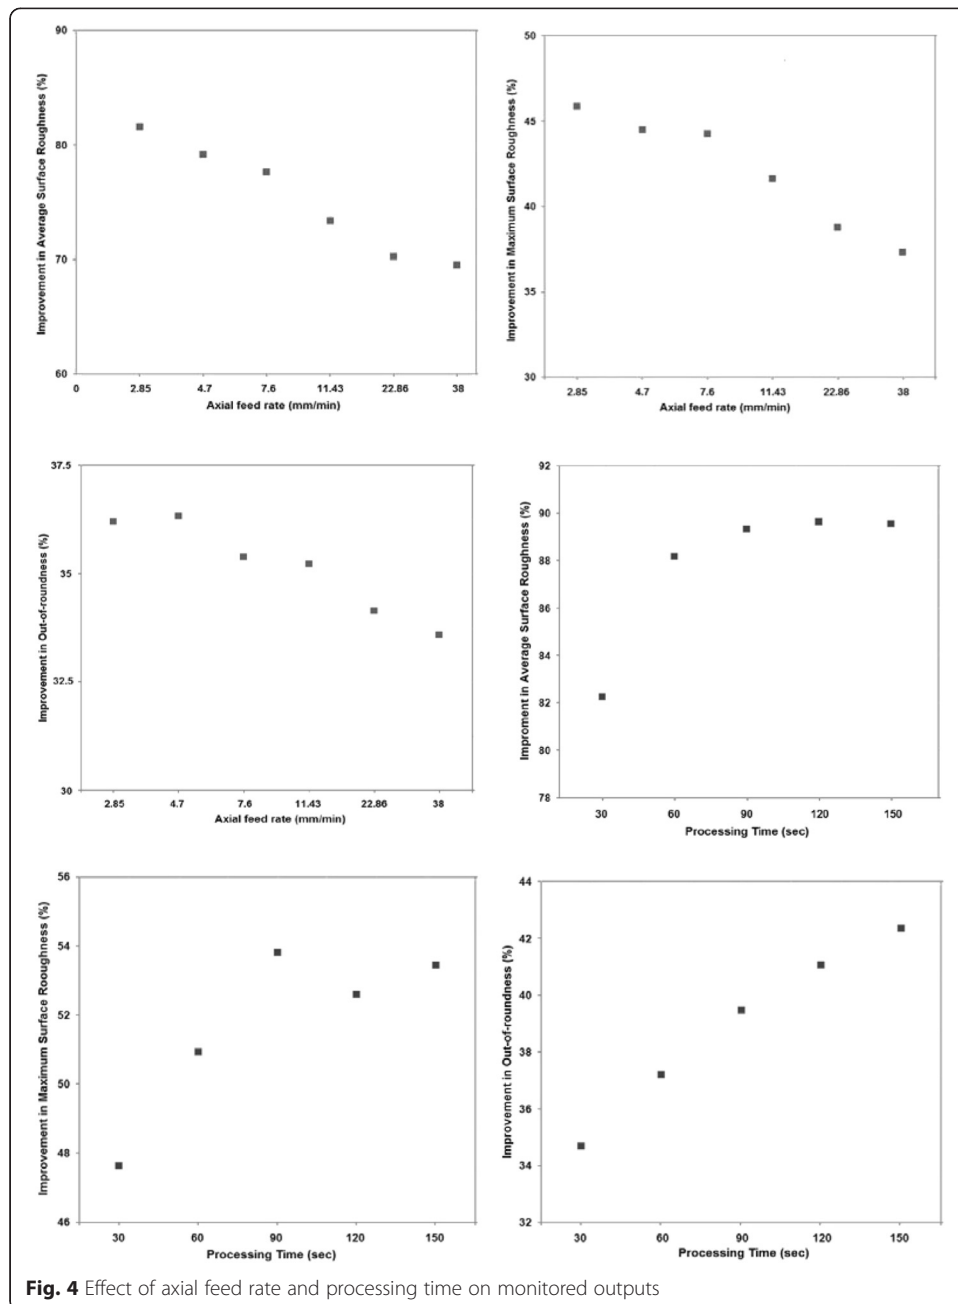 90
80
70
60
0
2.85 4.7 7.6 11.43 22.86 38
Axial feed rate (mm/min)
Improvement in Average Surface Roughness (%)
50
45
40
35
30
2.85 4.7 7.6 11.43 22.86 38
Axial feed rate (mm/min)
Improvement in Maximum Surface Roughness (%)
37.5
35
32.5
30
2.85 4.7 7.6 11.43 22.86 38
Axial feed rate (mm/min)
Improvement in Out-of-roundness (%)
92
90
88
86
84
82
80
78
30 60 90 120 150
Processing Time (sec)
Improment in Average Surface Roughness (%)
56
54
52
50
48
46
30 60 90 120 150
Processing Time (sec)
Improvement in Maximum Surface Rooughness (%)
44
42
40
38
36
34
32
30 60 90 120 150
Processing Time (sec)
Improvement in Out-of-roundness (%)
Fig. 4 Effect of axial feed rate and processing time on monitored outputs